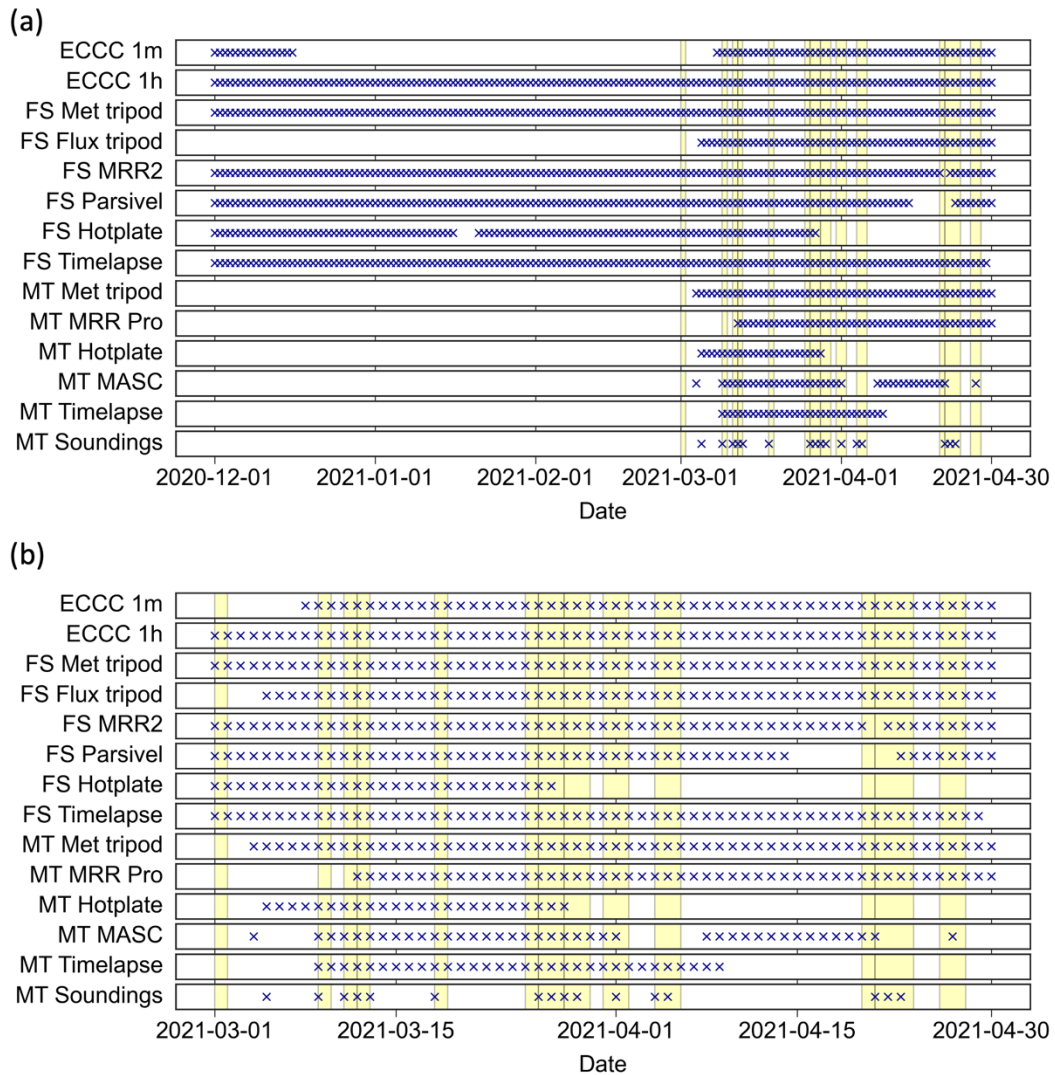 (a)
ECCC 1m
ECCC 1h
FS Met tripod
FS Flux tripod
FS MRR2
FS Parsivel
FS Hotplate
FS Timelapse
MT Met tripod
MT MRR Pro
MT Hotplate
MT MASC
MT Timelapse
MT Soundings
2020-12-01 2021-01-01 2021-02-01 2021-03-01 2021-04-01 2021-04-30
Date
(b)
ECCC 1m
ECCC 1h
FS Met tripod
FS Flux tripod
FS MRR2
FS Parsivel
FS Hotplate
FS Timelapse
MT Met tripod
MT MRR Pro
MT Hotplate
MT MASC
MT Timelapse
MT Soundings
2021-03-01 2021-03-15 2021-04-01 2021-04-15 2021-04-30
Date